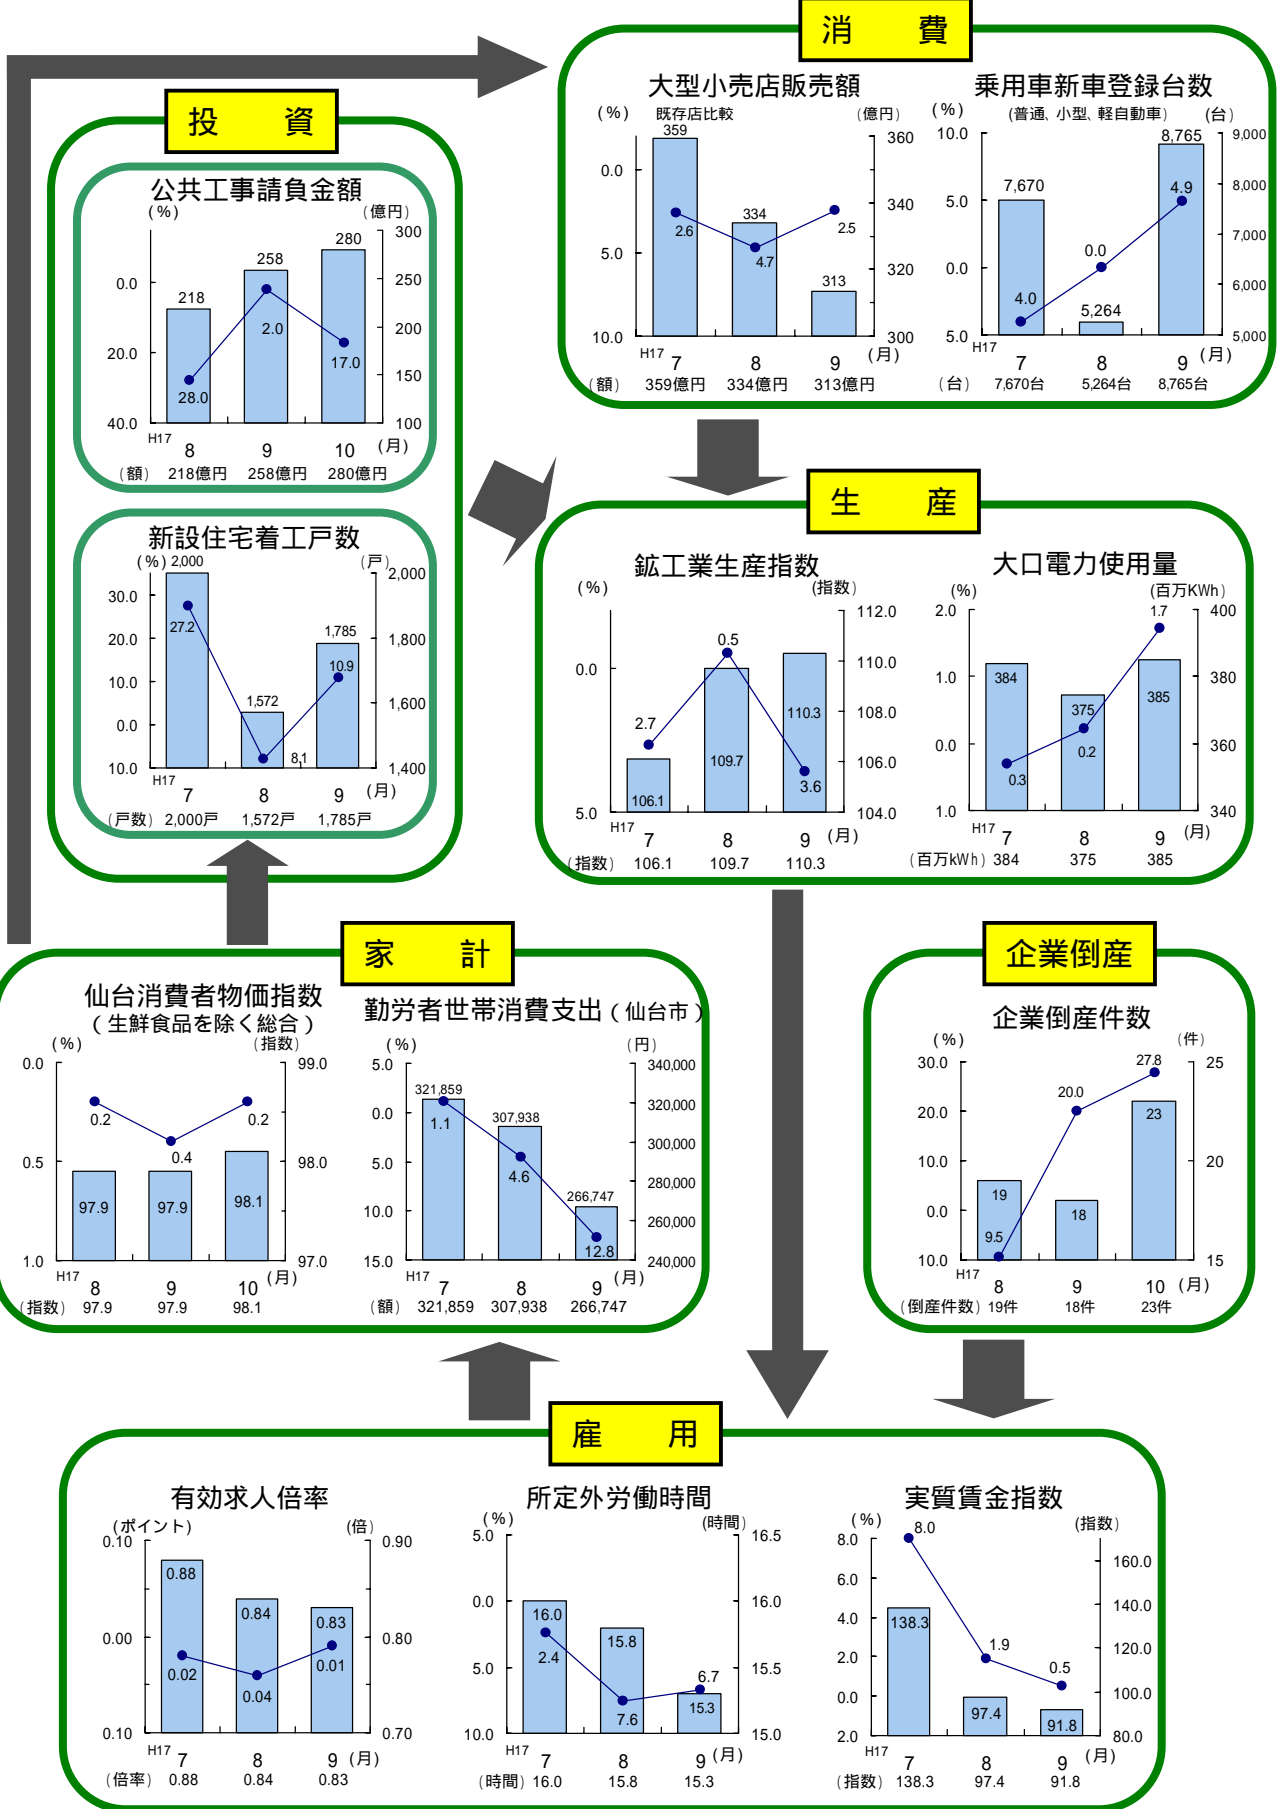 消　費
大型小売店販売額
(%)
既存店比較
(億円)
0.0
5.0
10.0
360
340
320
300
359
334
313
2.6
4.7
2.5
H17
7
8
9
(月)
(額)
359億円
334億円
313億円
乗用車新車登録台数
(%)
(普通、小型、軽自動車)
(台)
10.0
5.0
0.0
5.0
9,000
8,000
7,000
6,000
5,000
7,670
5,264
8,765
4.0
0.0
4.9
H17
7
8
9
(月)
(台)
7,670台
5,264台
8,765台
投　資
公共工事請負金額
(%)
(億円)
0.0
20.0
40.0
300
250
200
150
100
218
258
280
28.0
2.0
17.0
H17
8
9
10
(月)
(額)
218億円
258億円
280億円
新設住宅着工戸数
(%)
(戸)
30.0
20.0
10.0
0.0
10.0
2,000
1,800
1,600
1,400
2,000
1,572
1,785
27.2
8.1
10.9
H17
7
8
9
(月)
(戸数)
2,000戸
1,572戸
1,785戸
生　産
鉱工業生産指数
(%)
(指数)
0.0
5.0
112.0
110.0
108.0
106.0
104.0
2.7
0.5
3.6
106.1
109.7
110.3
H17
7
8
9
(月)
(指数)
106.1
109.7
110.3
大口電力使用量
(%)
(百万KWh)
2.0
1.0
0.0
1.0
400
380
360
340
384
375
385
0.3
0.2
1.7
H17
7
8
9
(月)
(百万kWh)
384
375
385
家　計
仙台消費者物価指数
(生鮮食品を除く総合)
(%)
(指数)
0.0
0.5
1.0
99.0
98.0
97.0
0.2
0.4
0.2
97.9
97.9
98.1
H17
8
9
10
(月)
(指数)
97.9
97.9
98.1
勤労者世帯消費支出(仙台市)
(%)
(円)
5.0
0.0
5.0
10.0
15.0
340,000
320,000
300,000
280,000
260,000
240,000
321,859
307,938
266,747
1.1
4.6
12.8
H17
7
8
9
(月)
(額)
321,859
307,938
266,747
企業倒産
企業倒産件数
(%)
(件)
30.0
20.0
10.0
0.0
10.0
25
20
15
9.5
20.0
27.8
19
18
23
H17
8
9
10
(月)
(倒産件数)
19件
18件
23件
雇　用
有効求人倍率
(ポイント)
(倍)
0.10
0.00
0.10
0.90
0.80
0.70
0.88
0.84
0.83
0.02
0.04
0.01
H17
7
8
9
(月)
(倍率)
0.88
0.84
0.83
所定外労働時間
(%)
(時間)
5.0
0.0
5.0
10.0
16.5
16.0
15.5
15.0
16.0
15.8
15.3
2.4
7.6
6.7
H17
7
8
9
(月)
(時間)
16.0
15.8
15.3
実質賃金指数
(%)
(指数)
8.0
6.0
4.0
2.0
0.0
2.0
160.0
140.0
120.0
100.0
80.0
8.0
1.9
0.5
138.3
97.4
91.8
H17
7
8
9
(月)
(指数)
138.3
97.4
91.8